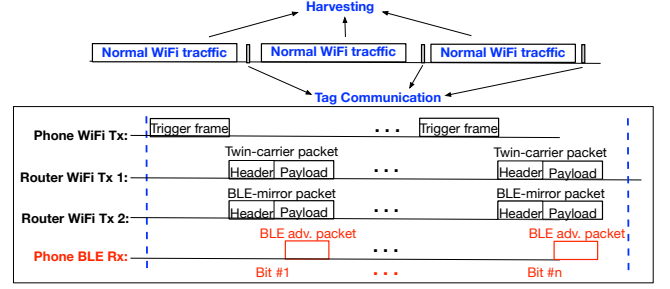 Harvesting
Normal WiFi tracffic Normal WiFi tracffic Normal WiFi tracffic
Tag Communication
Phone WiFi Tx: Trigger frame ... Trigger frame
Twin-carrier packet Twin-carrier packet
Router WiFi Tx 1: Header Payload ... Header Payload
BLE-mirror packet BLE-mirror packet
Router WiFi Tx 2: Header Payload ... Header Payload
BLE adv. packet BLE adv. packet
Phone BLE Rx: ...
Bit #1 ... Bit #n